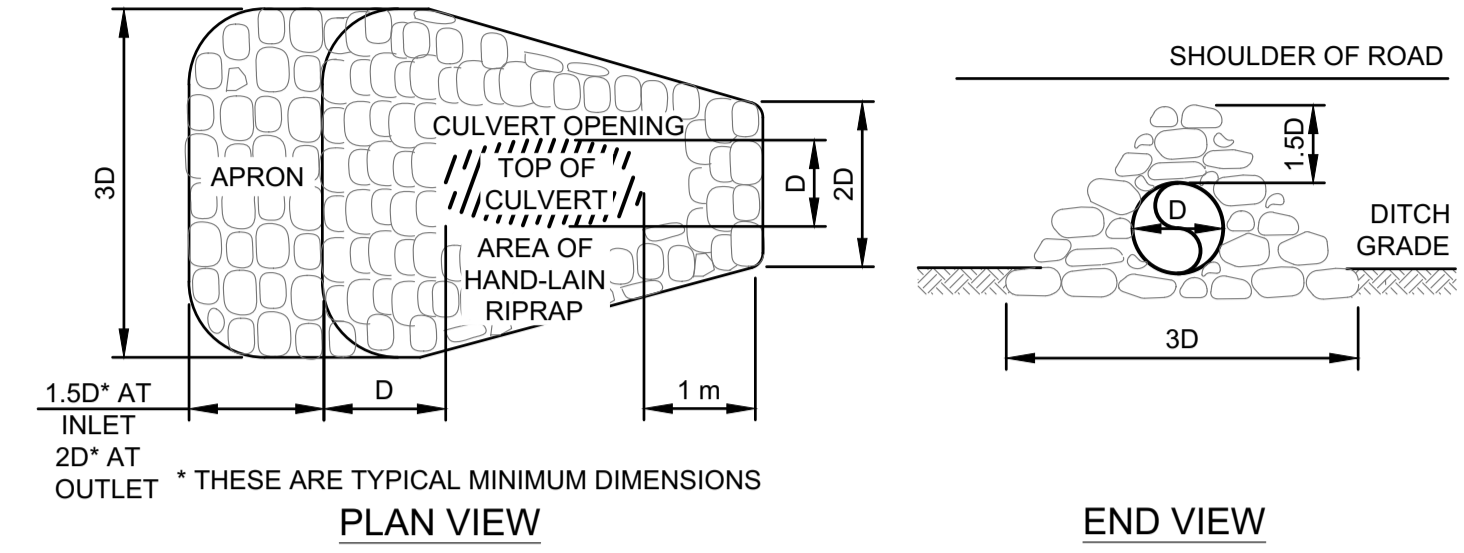 3D
APRON
CULVERT OPENING
TOP OF
CULVERT
AREA OF
HAND-LAIN
RIPRAP
D
2D
1.5D* AT
INLET
2D* AT
OUTLET
D
1 m
* THESE ARE TYPICAL MINIMUM DIMENSIONS
PLAN VIEW
SHOULDER OF ROAD
1.5D
D
DITCH
GRADE
3D
END VIEW